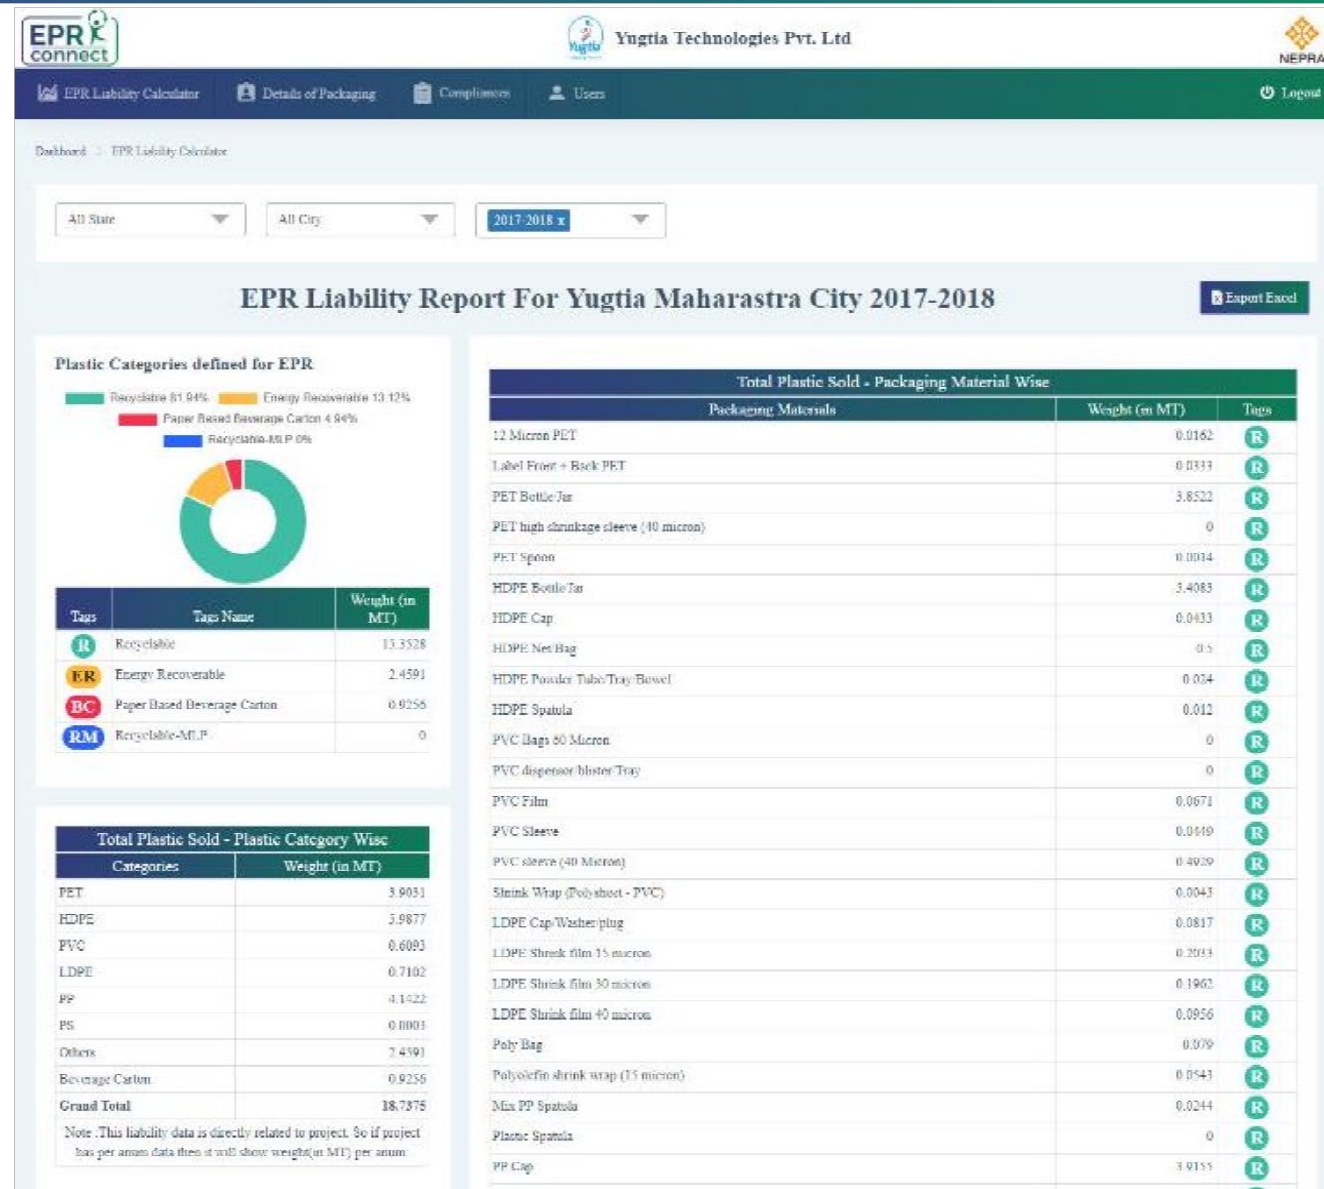 EPR
connect
Yugtia
Yugtia Technologies Pvt. Ltd
NEPRA
EPR Liability Calculator Details of Packaging Compliances Users Logout
Dashboard EPR Liability Calculator
All State All City 2017-2018 x
EPR Liability Report For Yugtia Maharastra City 2017-2018
Export Excel
Plastic Categories defined for EPR
Recyclable 81.94% Energy Recoverable 13.12%
Paper Based Beverage Carton 4.94%
Recyclable-MLP 0%
Tags Tags Name Weight (in MT)
R Recyclable 15.3528
ER Energy Recoverable 2.4591
BC Paper Based Beverage Carton 0.9256
RM Recyclable-MLP 0
Total Plastic Sold - Plastic Category Wise
Categories Weight (in MT)
PET 3.9031
HDPE 5.9877
PVC 0.6093
LDPE 0.7102
PP 4.1422
PS 0.0003
Others 2.4591
Beverage Carton 0.9256
Grand Total 18.7375
Note :This liability data is directly related to project. So if project
has per anum data then it will show weight(in MT) per anum.
Total Plastic Sold - Packaging Material Wise
Packaging Materials Weight (in MT) Tags
12 Micron PET 0.0162 R
Label Front + Back PET 0.0333 R
PET Bottle/Jar 3.8522 R
PET high shrinkage sleeve (40 micron) 0 R
PET Spoon 0.0014 R
HDPE Bottle/Jar 5.4083 R
HDPE Cap 0.0433 R
HDPE Net Bag 0.5 R
HDPE Powder Tube/Tray/Bowel 0.024 R
HDPE Spatula 0.012 R
PVC Bags 60 Micron 0 R
PVC dispensor/blister/Tray 0 R
PVC Film 0.0671 R
PVC Sleeve 0.0449 R
PVC sleeve (40 Micron) 0.4929 R
Shrink Wrap (Polysheet - PVC) 0.0043 R
LDPE Cap/Washer/plug 0.0817 R
LDPE Shrink film 15 micron 0.2033 R
LDPE Shrink film 30 micron 0.1962 R
LDPE Shrink film 40 micron 0.0956 R
Poly Bag 0.079 R
Polyolefin shrink wrap (15 micron) 0.0543 R
Mix PP Spatula 0.0244 R
Plastic Spatula 0 R
PP Cap 3.9155 R